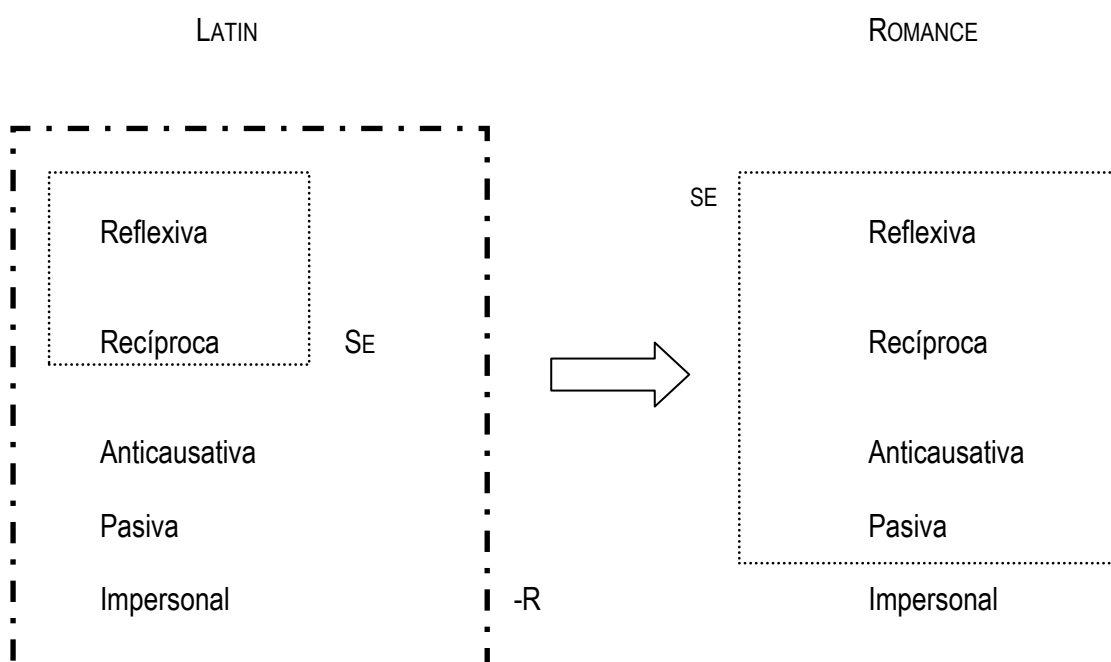 LATIN ROMANCE
SE
Reflexiva Reflexiva
Recíproca SE Recíproca
Anticausativa Anticausativa
Pasiva Pasiva
Impersonal -R Impersonal